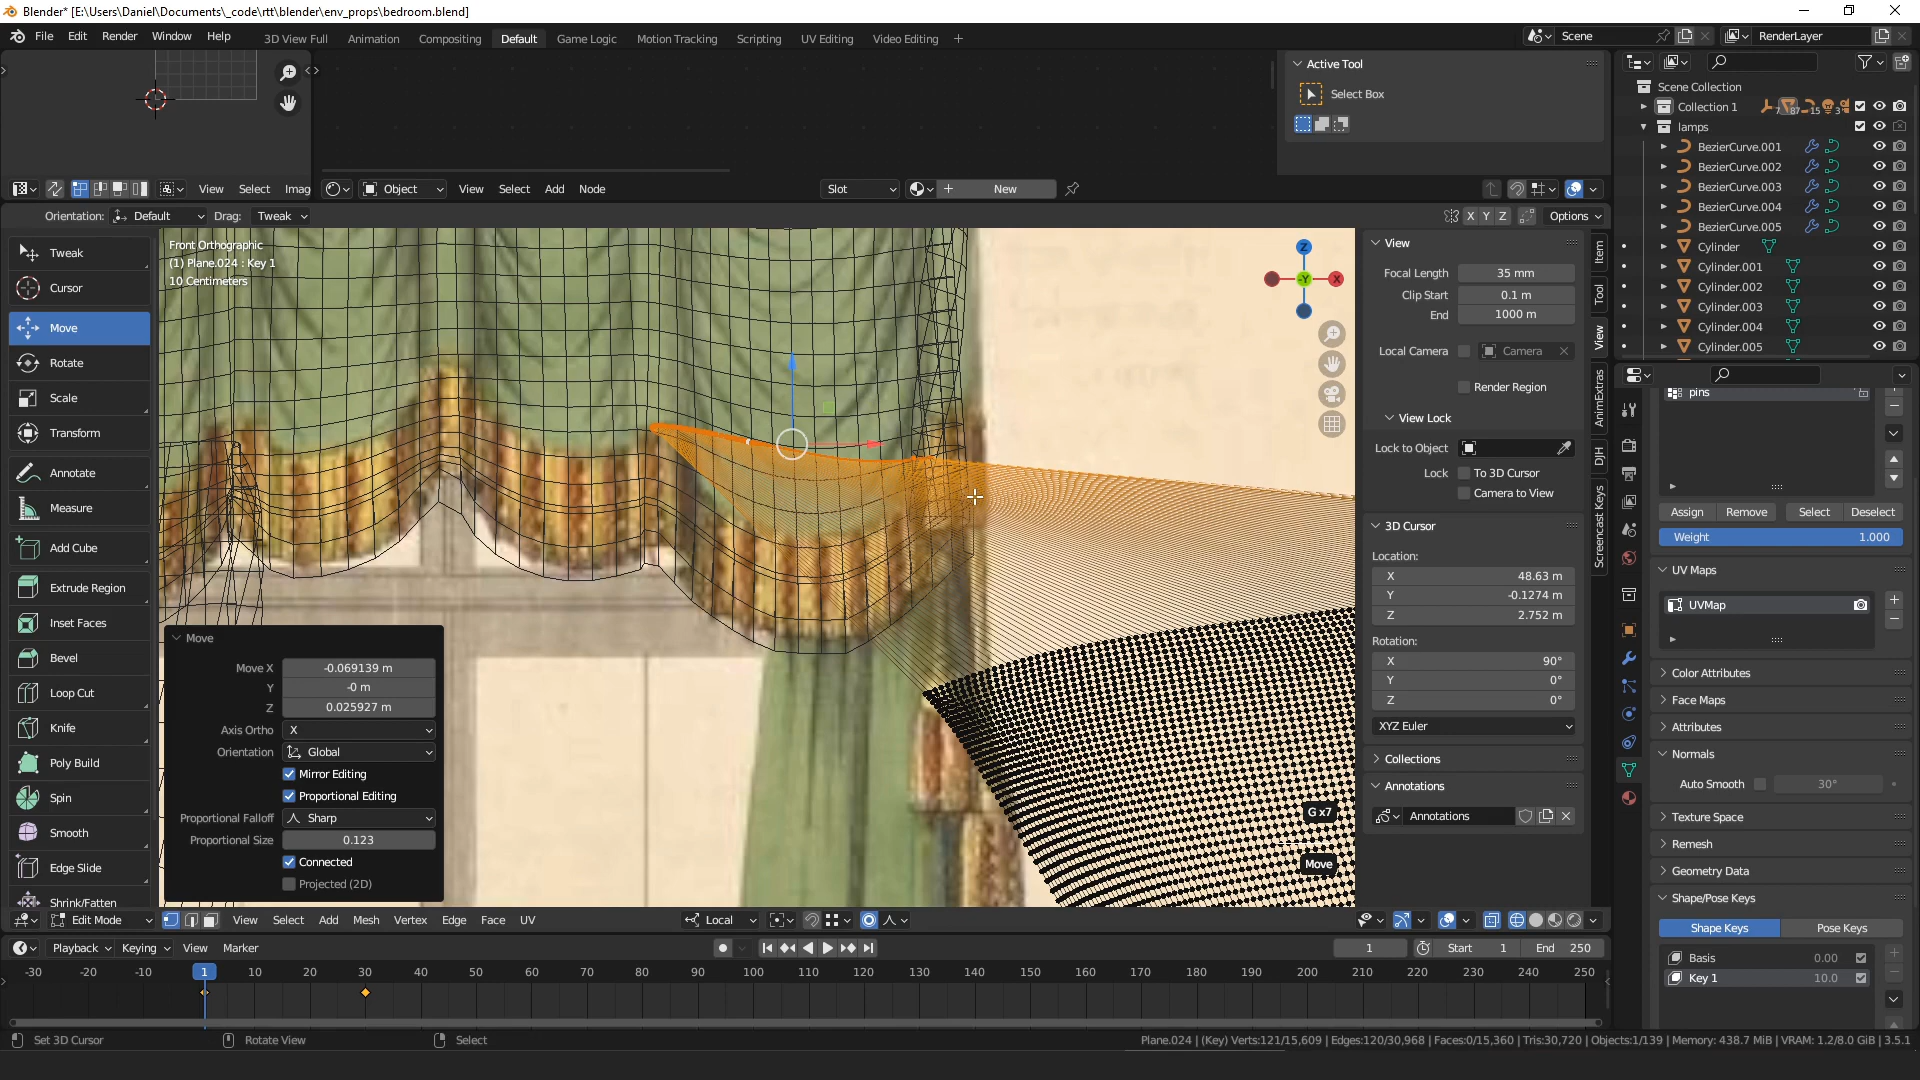 Blender* [E:\Users\Daniel\Documents\_code\rtt\blender\env_props\bedroom.blend]
File Edit Render Window Help 3D View Full Animation Compositing Default Game Logic Motion Tracking Scripting UV Editing Video Editing + Scene RenderLayer
Active Tool
Select Box
View Select Imag Object View Select Add Node Slot New
Orientation: Default Drag: Tweak X Y Z Options
Tweak
Cursor
Move
Rotate
Scale
Transform
Annotate
Measure
Add Cube
Extrude Region
Inset Faces
Bevel
Loop Cut
Knife
Poly Build
Spin
Smooth
Edge Slide
Shrink/Fatten
Front Orthographic
(1) Plane.024 : Key 1
10 Centimeters
Z
-Y
X
Move
Move X -0.069139 m
Y -0 m
Z 0.025927 m
Axis Ortho X
Orientation Global
Mirror Editing
Proportional Editing
Proportional Falloff Sharp
Proportional Size 0.123
Connected
Projected (2D)
G x7
Move
View
Focal Length 35 mm
Clip Start 0.1 m
End 1000 m
Local Camera Camera
Render Region
View Lock
Lock to Object
Lock To 3D Cursor
Camera to View
3D Cursor
Location:
X 48.63 m
Y -0.1274 m
Z 2.752 m
Rotation:
X 90°
Y 0°
Z 0°
XYZ Euler
Collections
Annotations
Annotations
Item
Tool
View
AnimExtras
DJH
Screencast Keys
Scene Collection
Collection 1 7 87 15 3
lamps
BezierCurve.001
BezierCurve.002
BezierCurve.003
BezierCurve.004
BezierCurve.005
Cylinder
Cylinder.001
Cylinder.002
Cylinder.003
Cylinder.004
Cylinder.005
pins
Assign Remove Select Deselect
Weight 1.000
UV Maps
UVMap
Color Attributes
Face Maps
Attributes
Normals
Auto Smooth 30°
Texture Space
Remesh
Geometry Data
Shape/Pose Keys
Shape Keys Pose Keys
Basis 0.00
Key 1 10.0
Edit Mode View Select Add Mesh Vertex Edge Face UV Local
Playback Keying View Marker 1 Start 1 End 250
-30 -20 -10 1 10 20 30 40 50 60 70 80 90 100 110 120 130 140 150 160 170 180 190 200 210 220 230 240 250
Set 3D Cursor Rotate View Select Plane.024 | (Key) Verts:121/15,609 | Edges:120/30,968 | Faces:0/15,360 | Tris:30,720 | Objects:1/139 | Memory: 438.7 MiB | VRAM: 1.2/8.0 GiB | 3.5.1